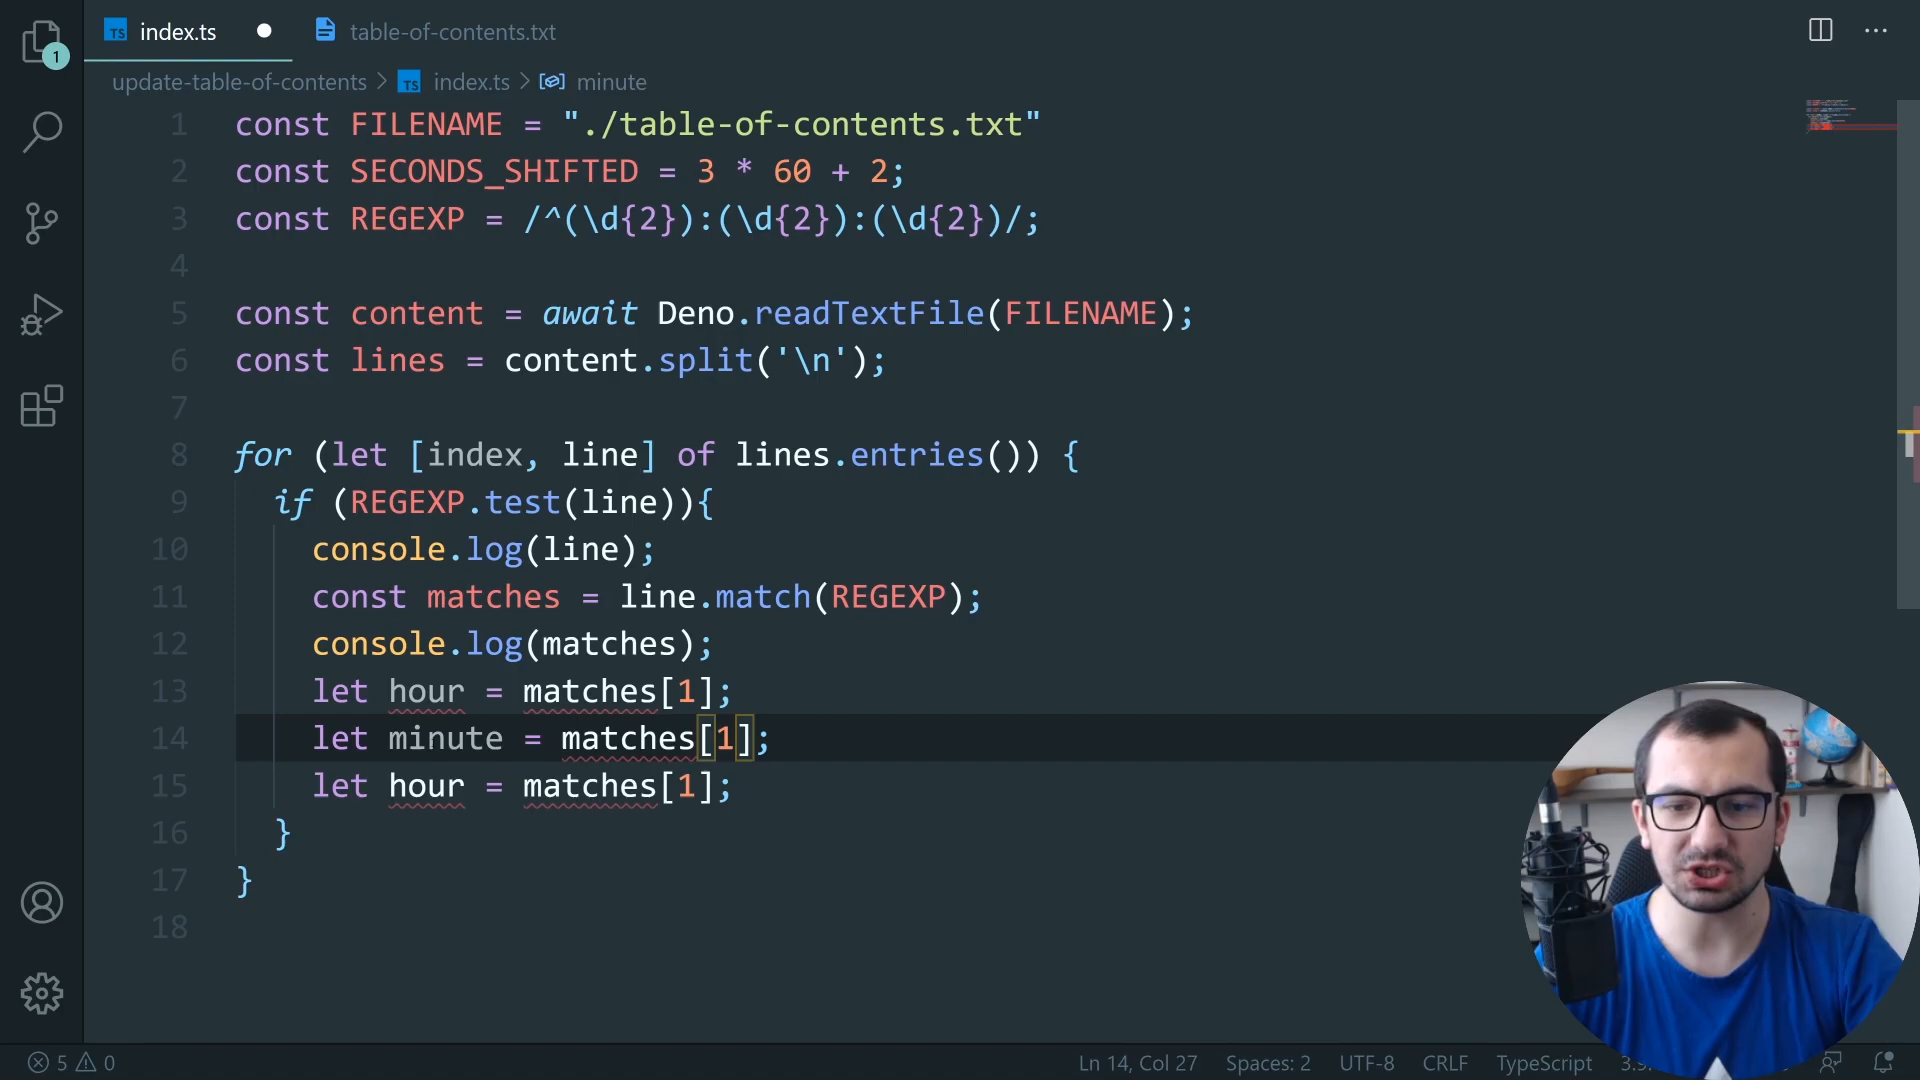 TS index.ts
table-of-contents.txt
1
update-table-of-contents > TS index.ts > minute
1 const FILENAME = "./table-of-contents.txt"
2 const SECONDS_SHIFTED = 3 * 60 + 2;
3 const REGEXP = /^(\d{2}):(\d{2}):(\d{2})/;
4
5 const content = await Deno.readTextFile(FILENAME);
6 const lines = content.split('\n');
7
8 for (let [index, line] of lines.entries()) {
9 if (REGEXP.test(line)){
10 console.log(line);
11 const matches = line.match(REGEXP);
12 console.log(matches);
13 let hour = matches[1];
14 let minute = matches[1];
15 let hour = matches[1];
16 }
17 }
18
5 0 Ln 14, Col 27 Spaces: 2 UTF-8 CRLF TypeScript